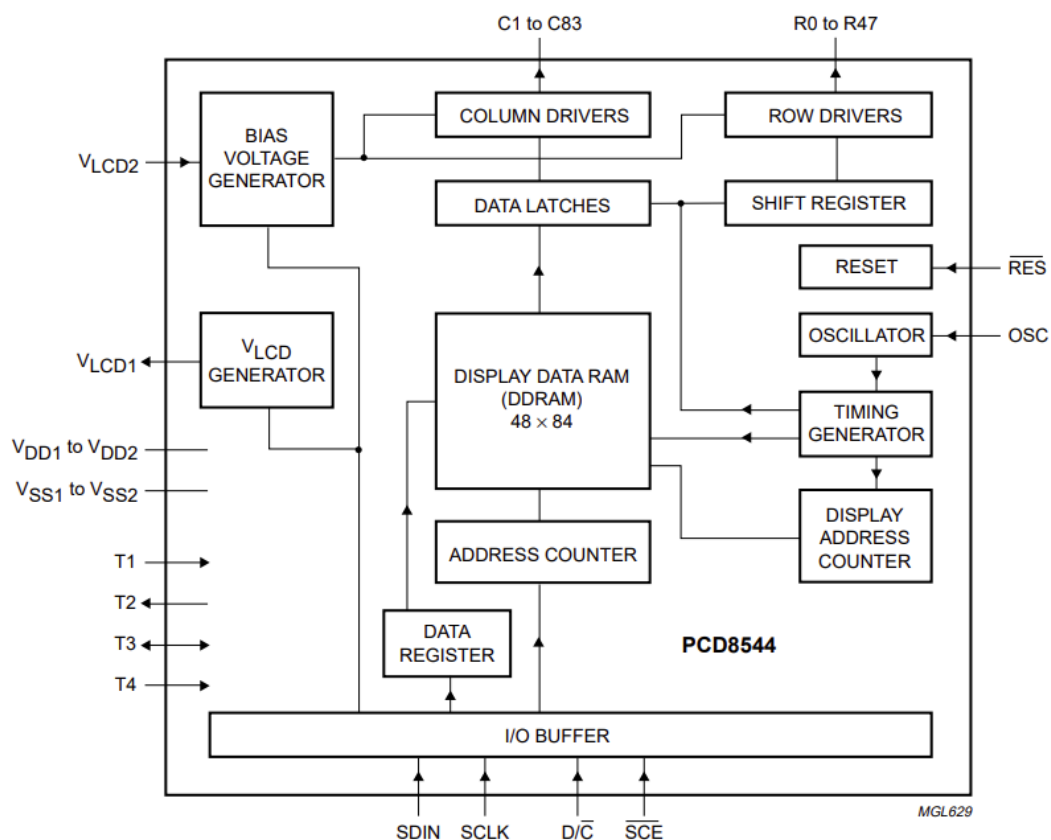 C1 to C83
R0 to R47
COLUMN DRIVERS
ROW DRIVERS
BIAS
VOLTAGE
GENERATOR
VLCD2
DATA LATCHES
SHIFT REGISTER
RESET
RES
OSCILLATOR
OSC
VLCD
GENERATOR
VLCD1
DISPLAY DATA RAM
(DDRAM)
48 × 84
TIMING
GENERATOR
VDD1 to VDD2
VSS1 to VSS2
DISPLAY
ADDRESS
COUNTER
ADDRESS COUNTER
T1
T2
T3
T4
DATA
REGISTER
PCD8544
I/O BUFFER
SDIN
SCLK
D/C
SCE
MGL629